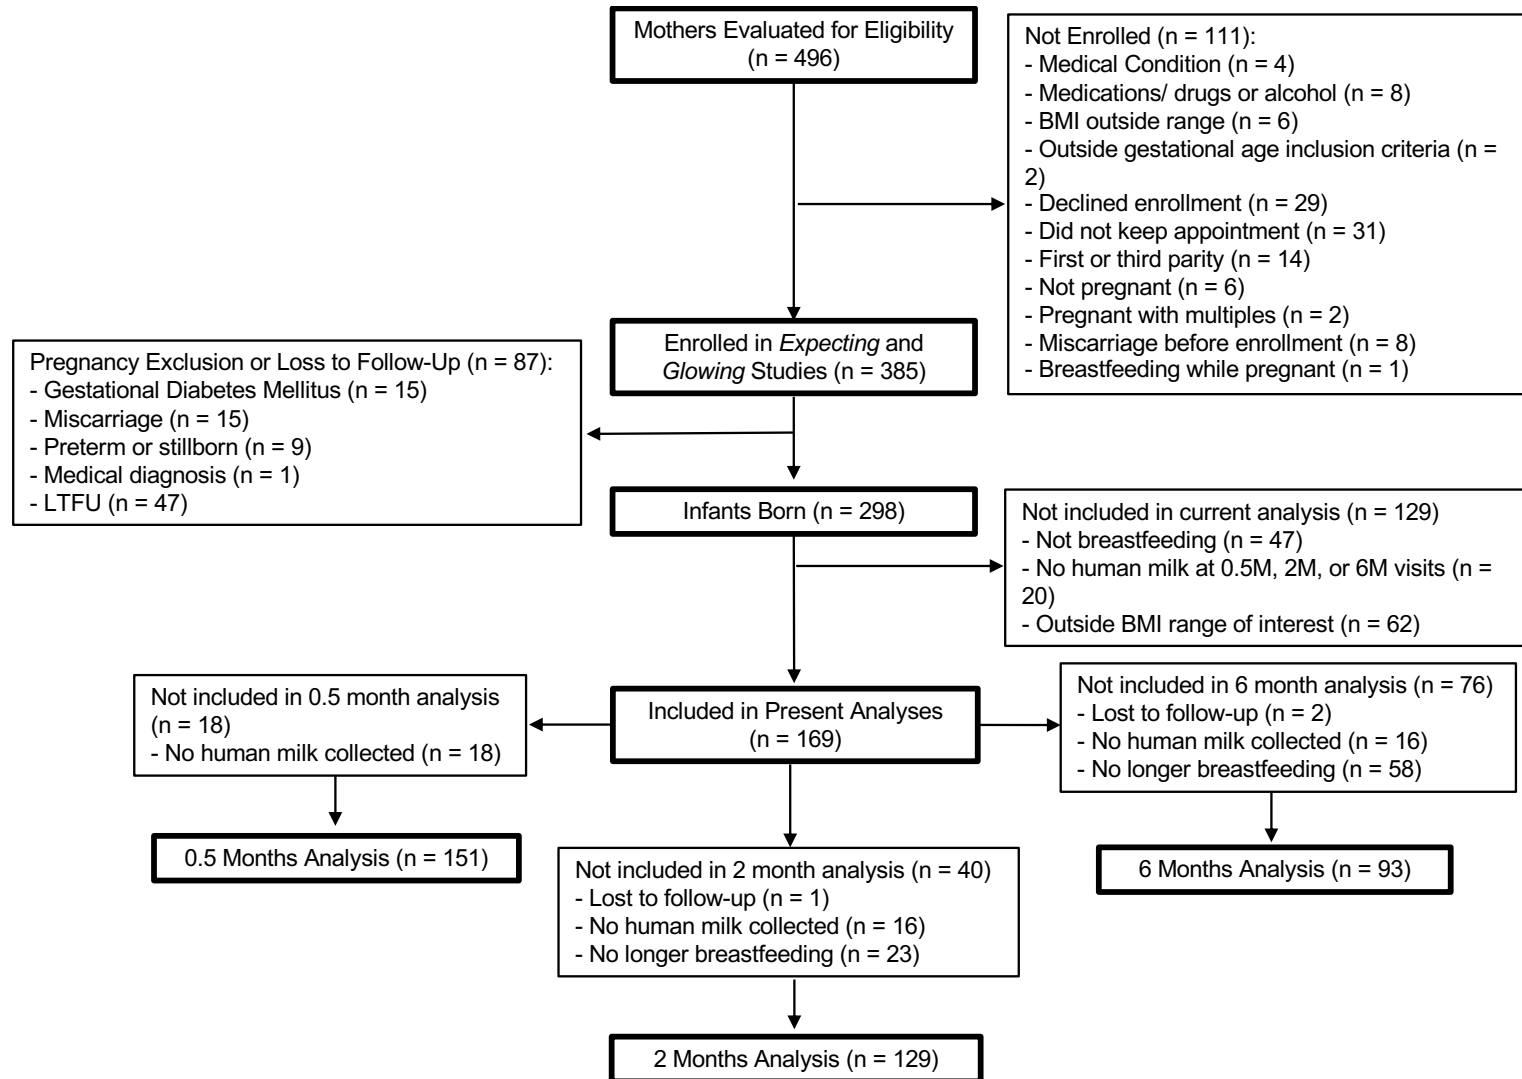 Mothers Evaluated for Eligibility
(n = 496)
Not Enrolled (n = 111):
- Medical Condition (n = 4)
- Medications/ drugs or alcohol (n = 8)
- BMI outside range (n = 6)
- Outside gestational age inclusion criteria (n =
2)
- Declined enrollment (n = 29)
- Did not keep appointment (n = 31)
- First or third parity (n = 14)
- Not pregnant (n = 6)
- Pregnant with multiples (n = 2)
- Miscarriage before enrollment (n = 8)
- Breastfeeding while pregnant (n = 1)
Enrolled in Expecting and
Glowing Studies (n = 385)
Pregnancy Exclusion or Loss to Follow-Up (n = 87):
- Gestational Diabetes Mellitus (n = 15)
- Miscarriage (n = 15)
- Preterm or stillborn (n = 9)
- Medical diagnosis (n = 1)
- LTFU (n = 47)
Infants Born (n = 298)
Not included in current analysis (n = 129)
- Not breastfeeding (n = 47)
- No human milk at 0.5M, 2M, or 6M visits (n =
20)
- Outside BMI range of interest (n = 62)
Included in Present Analyses
(n = 169)
Not included in 0.5 month analysis
(n = 18)
- No human milk collected (n = 18)
0.5 Months Analysis (n = 151)
Not included in 6 month analysis (n = 76)
- Lost to follow-up (n = 2)
- No human milk collected (n = 16)
- No longer breastfeeding (n = 58)
6 Months Analysis (n = 93)
Not included in 2 month analysis (n = 40)
- Lost to follow-up (n = 1)
- No human milk collected (n = 16)
- No longer breastfeeding (n = 23)
2 Months Analysis (n = 129)